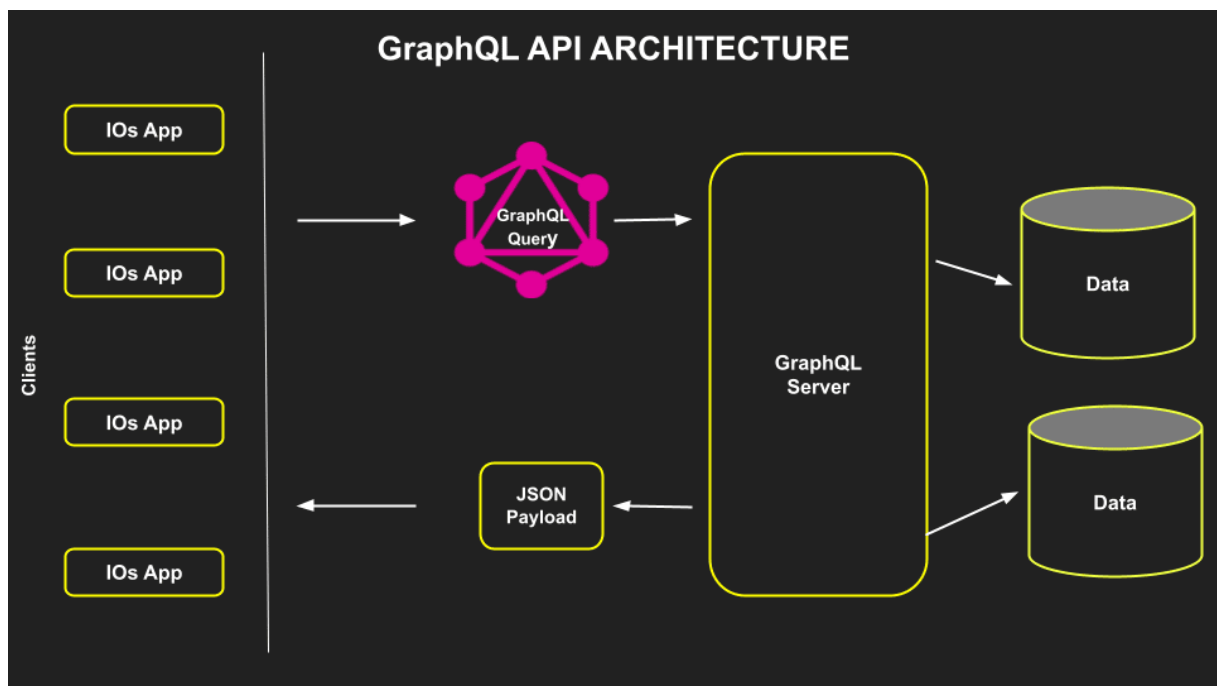 GraphQL API ARCHITECTURE
IOs App
IOs App
Clients
IOs App
IOs App
GraphQL
Query
GraphQL
Server
JSON
Payload
Data
Data